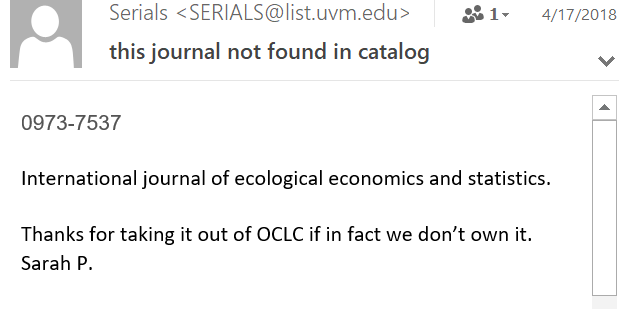 Serials <SERIALS@list.uvm.edu>
1
4/17/2018
this journal not found in catalog
0973-7537
International journal of ecological economics and statistics.
Thanks for taking it out of OCLC if in fact we don’t own it.
Sarah P.